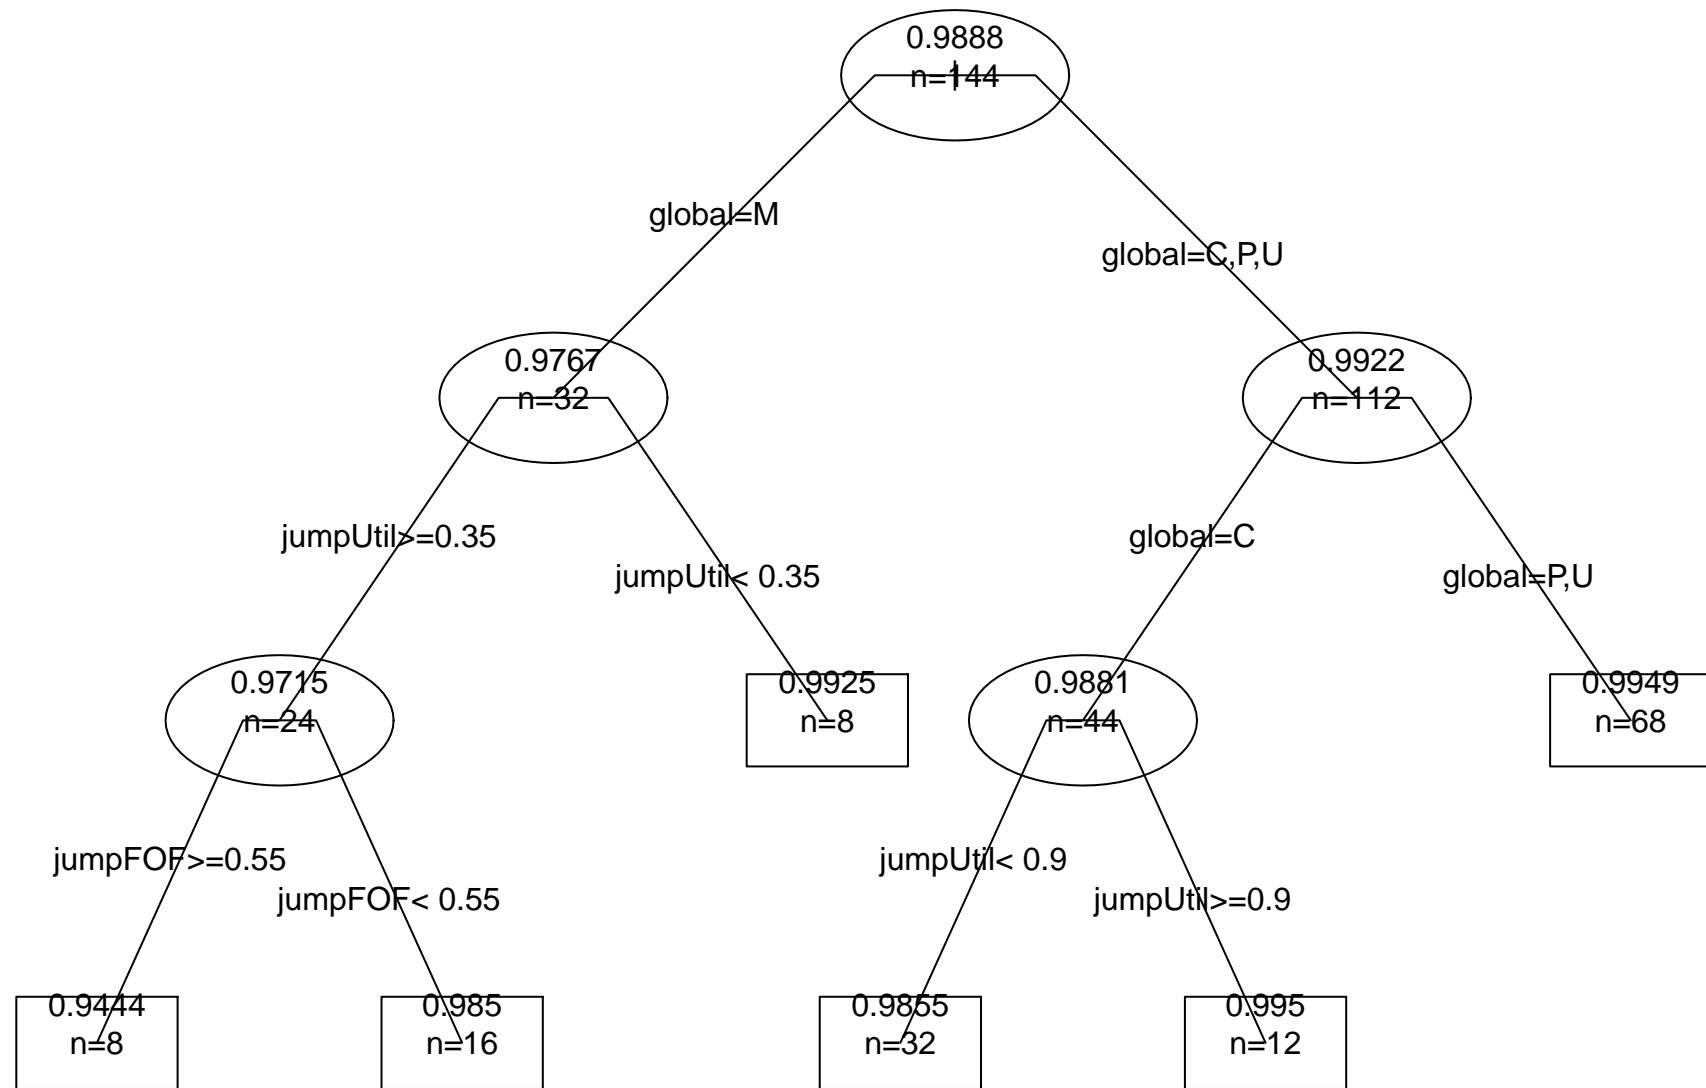 0.9888
n=144
global=M
global=C,P,U
0.9767
n=32
0.9922
n=112
jumpUtil>=0.35
jumpUtil< 0.35
global=C
global=P,U
0.9715
n=24
0.9925
n=8
0.9881
n=44
0.9949
n=68
jumpFOF>=0.55
jumpFOF< 0.55
jumpUtil< 0.9
jumpUtil>=0.9
0.9444
n=8
0.985
n=16
0.9855
n=32
0.995
n=12